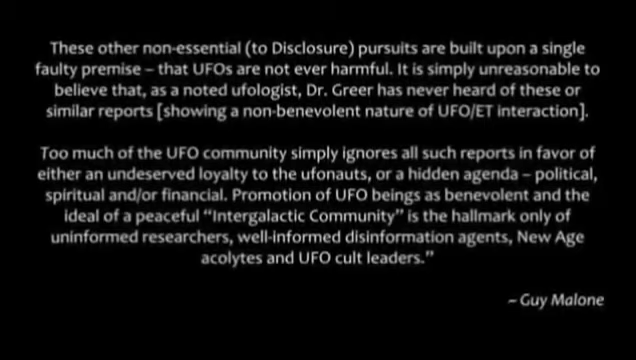 These other non-essential (to Disclosure) pursuits are built upon a single
faulty premise – that UFOs are not ever harmful. It is simply unreasonable to
believe that, as a noted ufologist, Dr. Greer has never heard of these or
similar reports [showing a non-benevolent nature of UFO/ET interaction].
Too much of the UFO community simply ignores all such reports in favor of
either an undeserved loyalty to the ufonauts, or a hidden agenda – political,
spiritual and/or financial. Promotion of UFO beings as benevolent and the
ideal of a peaceful “Intergalactic Community” is the hallmark only of
uninformed researchers, well-informed disinformation agents, New Age
acolytes and UFO cult leaders.”
– Guy Malone